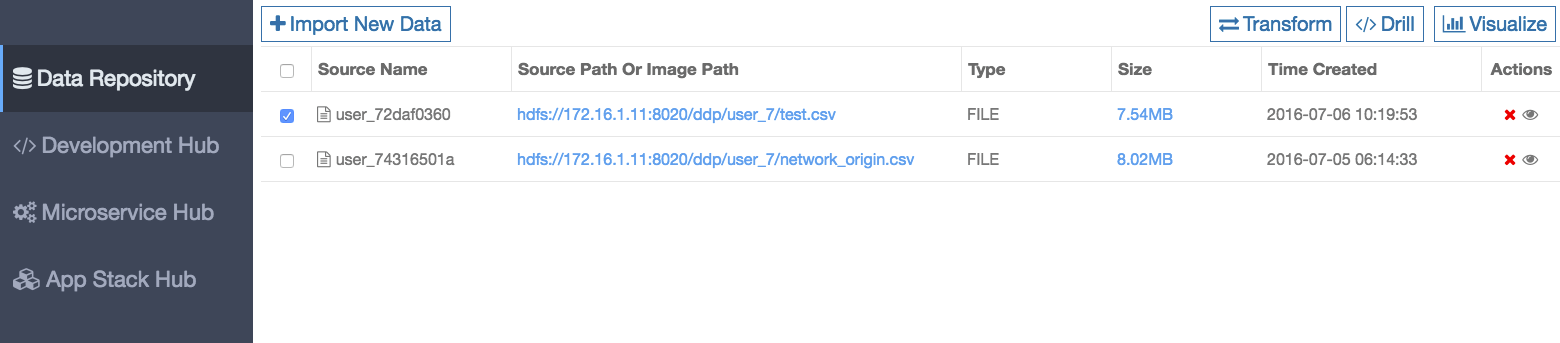 Import New Data Transform Drill Visualize
Data Repository
Development Hub
Microservice Hub
App Stack Hub
Source Name Source Path Or Image Path Type Size Time Created Actions
user_72daf0360 hdfs://172.16.1.11:8020/ddp/user_7/test.csv FILE 7.54MB 2016-07-06 10:19:53
user_74316501a hdfs://172.16.1.11:8020/ddp/user_7/network_origin.csv FILE 8.02MB 2016-07-05 06:14:33